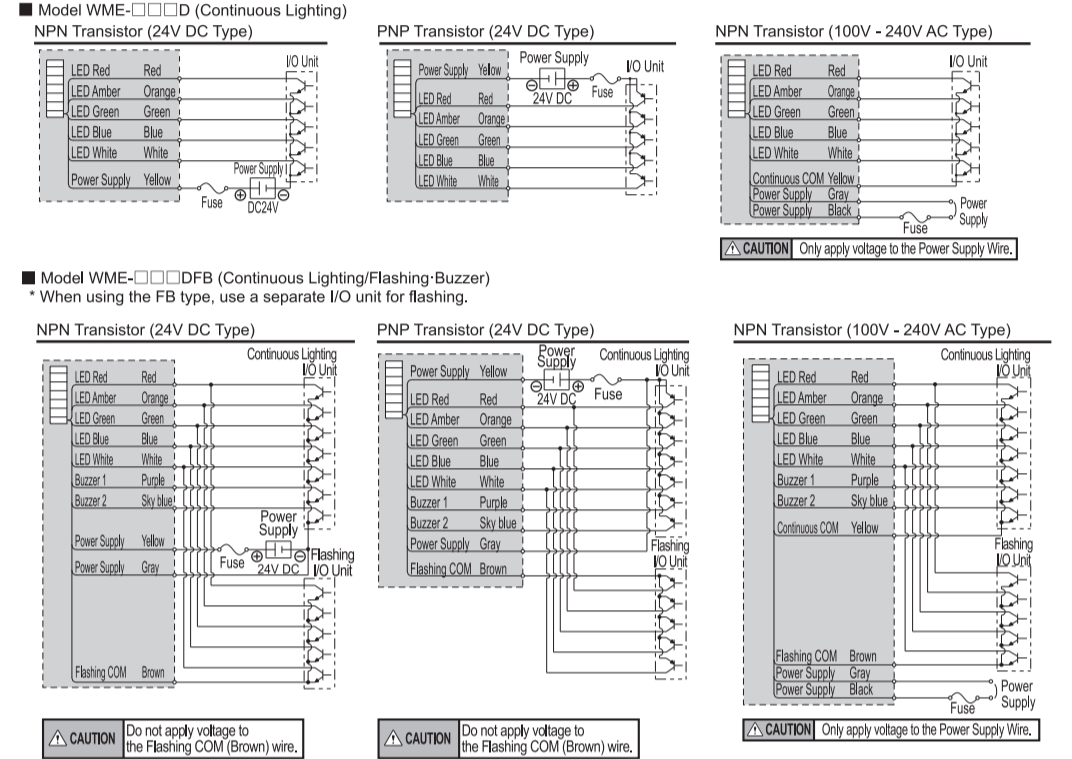 ■ Model WME-□□□D (Continuous Lighting)
NPN Transistor (24V DC Type)
I/O Unit
LED Red Red
LED Amber Orange
LED Green Green
LED Blue Blue
LED White White
Power Supply
Power Supply Yellow
Fuse
⊕ ⊖
DC24V
PNP Transistor (24V DC Type)
Power Supply
I/O Unit
Power Supply Yellow
⊖ ⊕
24V DC
Fuse
LED Red Red
LED Amber Orange
LED Green Green
LED Blue Blue
LED White White
NPN Transistor (100V - 240V AC Type)
I/O Unit
LED Red Red
LED Amber Orange
LED Green Green
LED Blue Blue
LED White White
Continuous COM Yellow
Power Supply Gray
Power Supply Black
Fuse
Power
Supply
⚠ CAUTION Only apply voltage to the Power Supply Wire.
■ Model WME-□□□DFB (Continuous Lighting/Flashing·Buzzer)
* When using the FB type, use a separate I/O unit for flashing.
NPN Transistor (24V DC Type)
Continuous Lighting
I/O Unit
LED Red Red
LED Amber Orange
LED Green Green
LED Blue Blue
LED White White
Buzzer 1 Purple
Buzzer 2 Sky blue
Power
Supply
Power Supply Yellow
Fuse
⊕ ⊖
24V DC
Flashing
I/O Unit
Power Supply Gray
Flashing COM Brown
⚠ CAUTION
Do not apply voltage to
the Flashing COM (Brown) wire.
PNP Transistor (24V DC Type)
Power
Supply
Continuous Lighting
I/O Unit
Power Supply Yellow
⊖ ⊕
24V DC
Fuse
LED Red Red
LED Amber Orange
LED Green Green
LED Blue Blue
LED White White
Buzzer 1 Purple
Buzzer 2 Sky blue
Power Supply Gray
Flashing
I/O Unit
Flashing COM Brown
⚠ CAUTION
Do not apply voltage to
the Flashing COM (Brown) wire.
NPN Transistor (100V - 240V AC Type)
Continuous Lighting
I/O Unit
LED Red Red
LED Amber Orange
LED Green Green
LED Blue Blue
LED White White
Buzzer 1 Purple
Buzzer 2 Sky blue
Continuous COM Yellow
Flashing
I/O Unit
Flashing COM Brown
Power Supply Gray
Power Supply Black
Fuse
Power
Supply
⚠ CAUTION Only apply voltage to the Power Supply Wire.